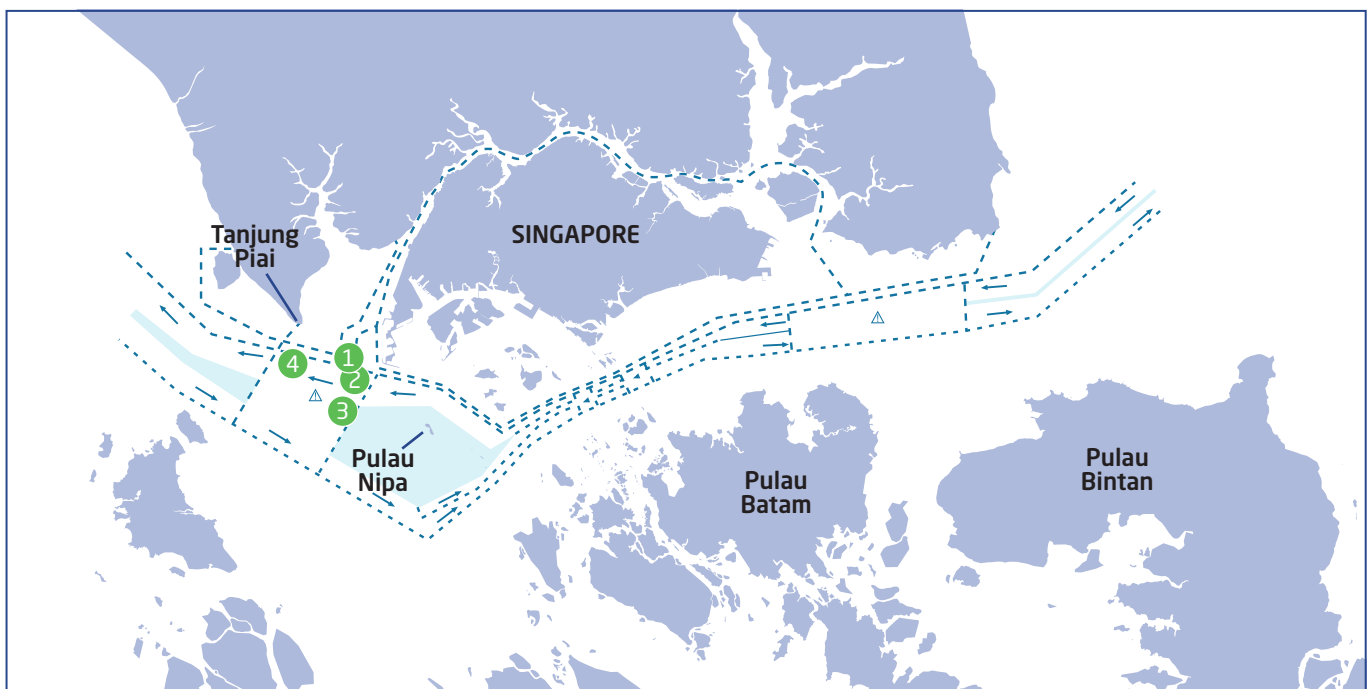 Tanjung
Piai
SINGAPORE
1
4
2
3
Pulau
Nipa
Pulau
Batam
Pulau
Bintan